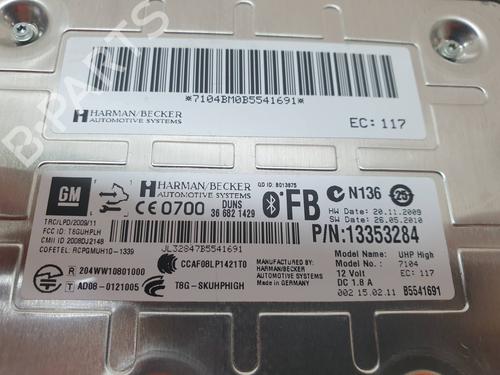 *7104BM0B5541691*
HARMAN/BECKER
AUTOMOTIVE SYSTEMS
EC: 117
B-PARTS
GM
HARMAN/BECKER
AUTOMOTIVE SYSTEMS
QD ID: B013875
CE 0700
DUNS
36 682 1429
FB
N136
25
HW Date: 20.11.2009
SW Date: 26.05.2010
P/N:13353284
TRC/LPD/2009/11
FCC ID: T8GUHPLH
CMII ID: 2008DJ2148
COFETEL: RCPGMUH10-1339
JL32847B5541691
R 204WW10801000
TA AD08-0121005
CCAF08LP1421T0
T8G-SKUHPHIGH
Manufactured by:
HARMAN/BECKER
AUTOMOTIVE SYSTEMS
Made in GERMANY
Model Name: UHP High
Model No.: 7104
12 Volt EC: 117
DC 1.8 A
002 15.02.11 B5541691